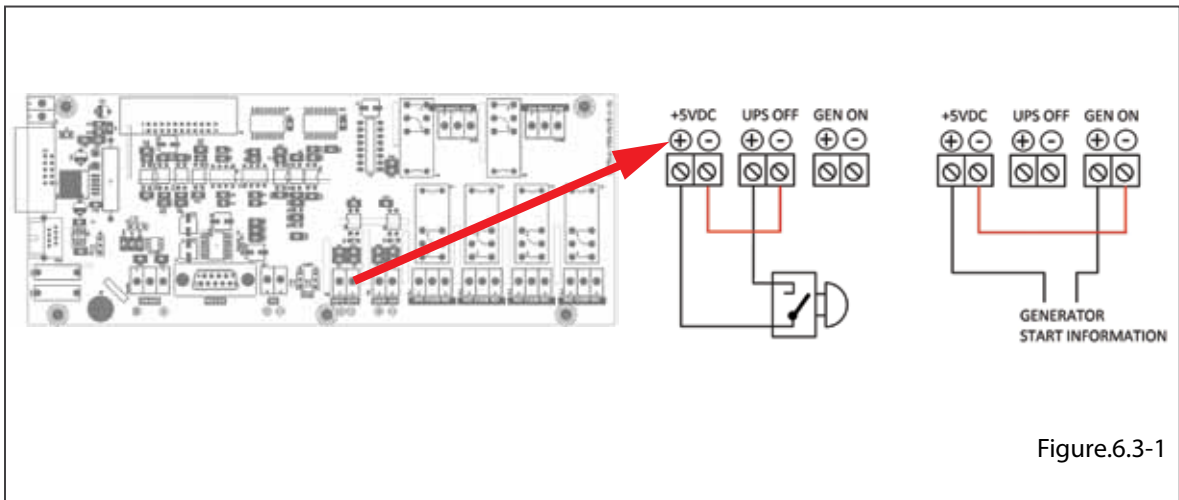 +5VDC UPS OFF GEN ON
+ - + - + -
+5VDC UPS OFF GEN ON
+ - + - + -
GENERATOR
START INFORMATION
Figure.6.3-1